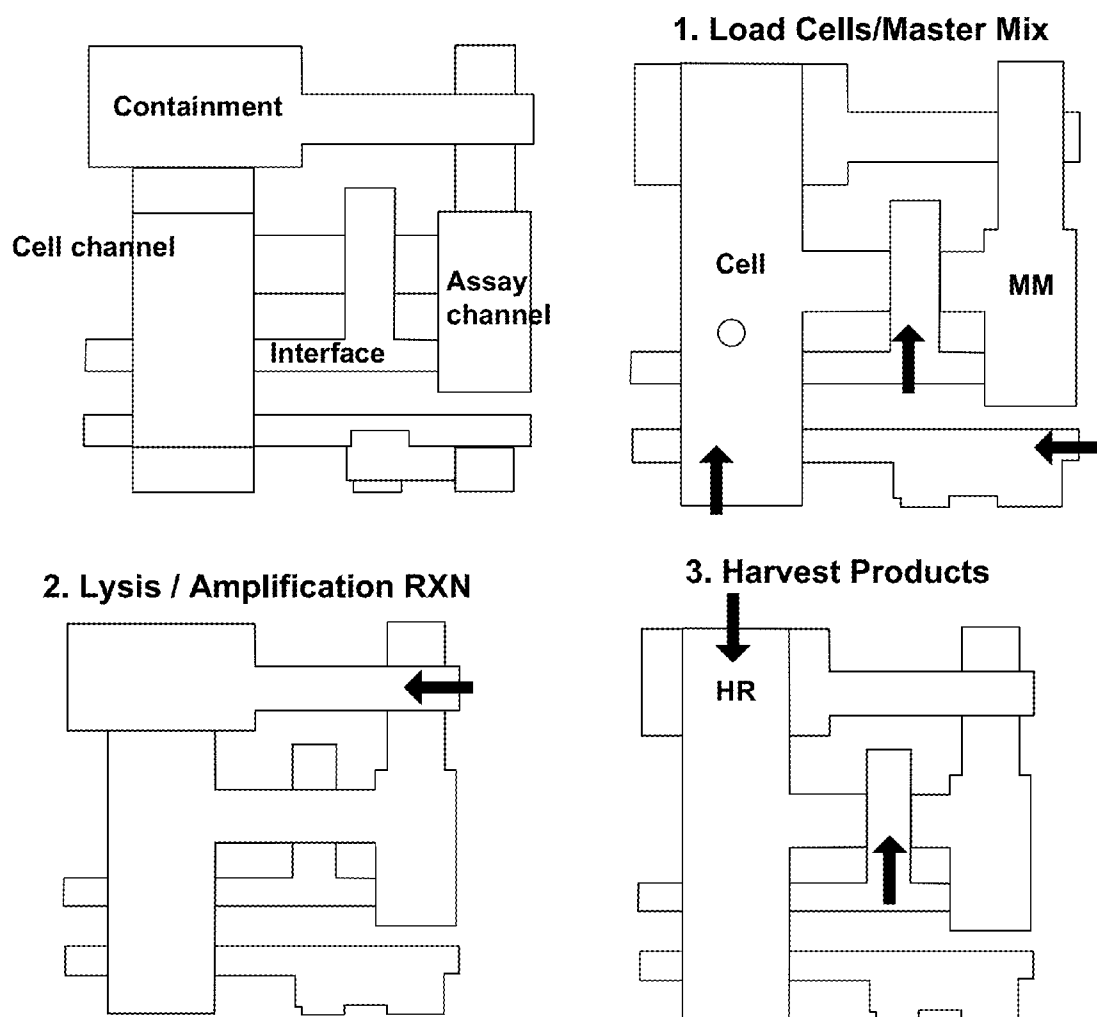 1. Load Cells/Master Mix
Containment
Cell channel
Assay
channel
Interface
Cell
MM
2. Lysis / Amplification RXN
3. Harvest Products
HR